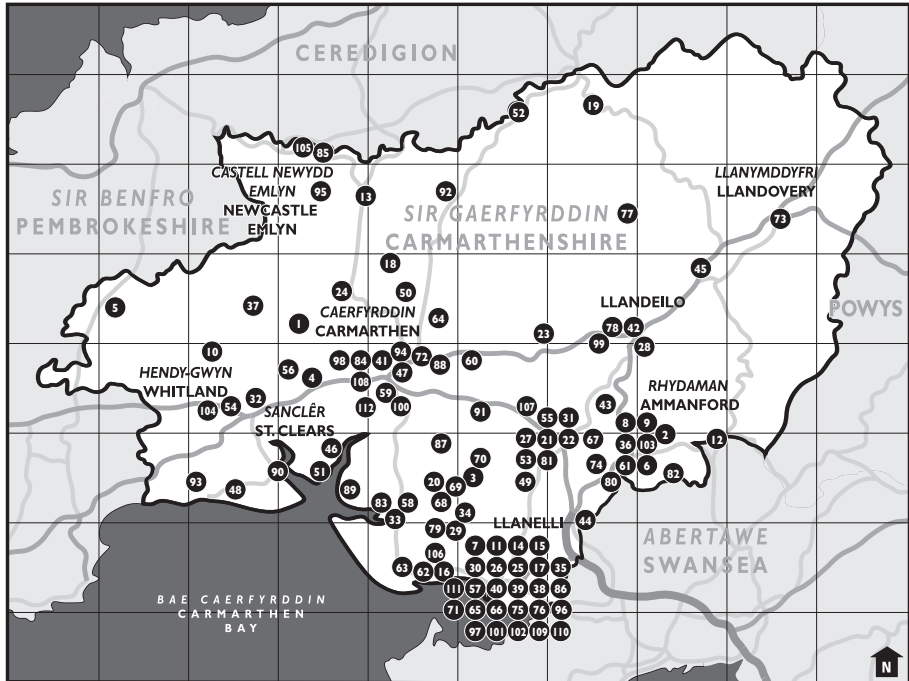 CEREDIGION
52
19
105
85
CASTELL NEWYDD
EMLYN
NEWCASTLE
EMLYN
95
13
92
LLANYMDDYFRI
LLANDOVERY
73
SIR BENFRO
PEMBROKESHIRE
SIR GAERFYRDDIN
CARMARTHENSHIRE
77
18
45
24
50
5
37
1
CAERFYRDDIN
CARMARTHEN
64
LLANDEILO
POWYS
23
78 42
99
28
10
HENDY-GWYN
WHITLAND
56
4
98 84 41 94 72
47
88
60
108
59
RHYDAMAN
AMMANFORD
104 54 32
112
100
91
107
55 31
43
8 9
SANCLÊR
ST. CLEARS
46
87
27 21 22 67
36 103 2
12
90
51
70
53 81
74
61 6
82
93
48
89
20 69 3
49
80
83 58
68
33
34
44
79 29
LLANELLI
ABERTAWE
SWANSEA
106
7 11 14 15
63 62 16
30 26 25 17 35
BAE CAERFYRDDIN
CARMARTHEN
BAY
111 57 40 39 38 86
71 65 66 75 76 96
97 101 102 109 110
N